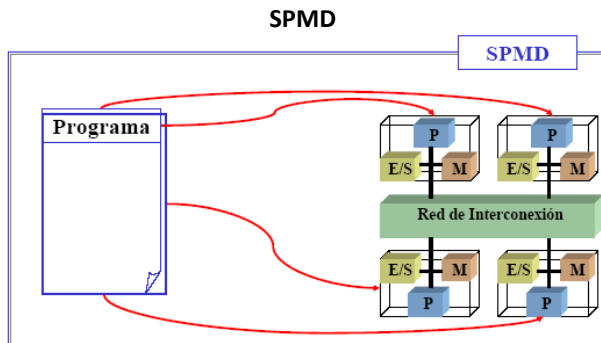 SPMD
SPMD
Programa
P
P
E/S
M
E/S
M
Red de Interconexión
E/S
M
E/S
M
P
P